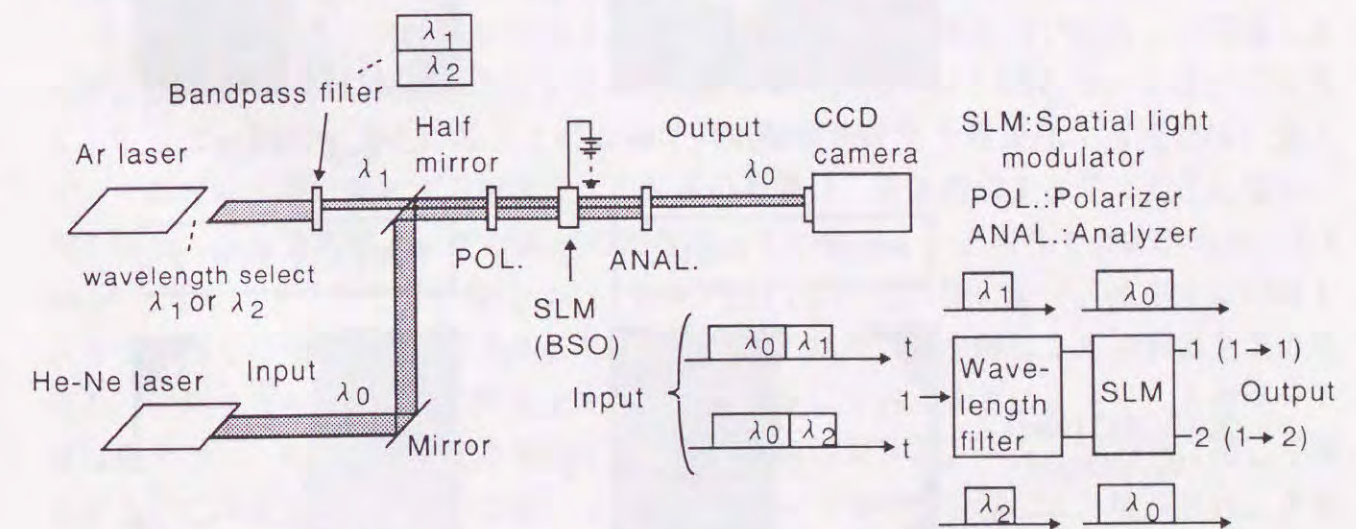 λ1
λ2
Bandpass filter
Half
mirror
Output
CCD
camera
Ar laser
λ1
λ0
wavelength select
λ1 or λ2
POL.
ANAL.
SLM
(BSO)
He-Ne laser
Input
λ0
Mirror
SLM:Spatial light
modulator
POL.:Polarizer
ANAL.:Analyzer
Input
λ0 λ1 t
λ0 λ2 t
λ1 λ0
1
Wave-
length
filter
SLM
1 (1→1)
Output
2 (1→2)
λ2 λ0